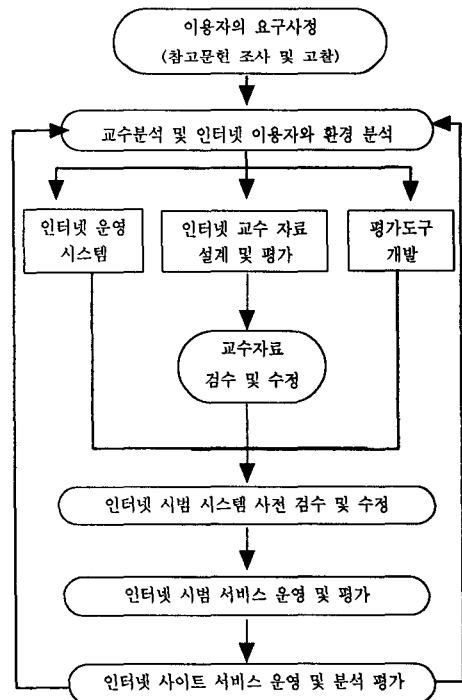 이용자의 요구사정
(참고문헌 조사 및 고찰)
교수분석 및 인터넷 이용자와 환경 분석
인터넷 운영
시스템
인터넷 교수 자료
설계 및 평가
평가도구
개발
교수자료
검수 및 수정
인터넷 시범 시스템 사전 검수 및 수정
인터넷 시범 서비스 운영 및 평가
인터넷 사이트 서비스 운영 및 분석 평가